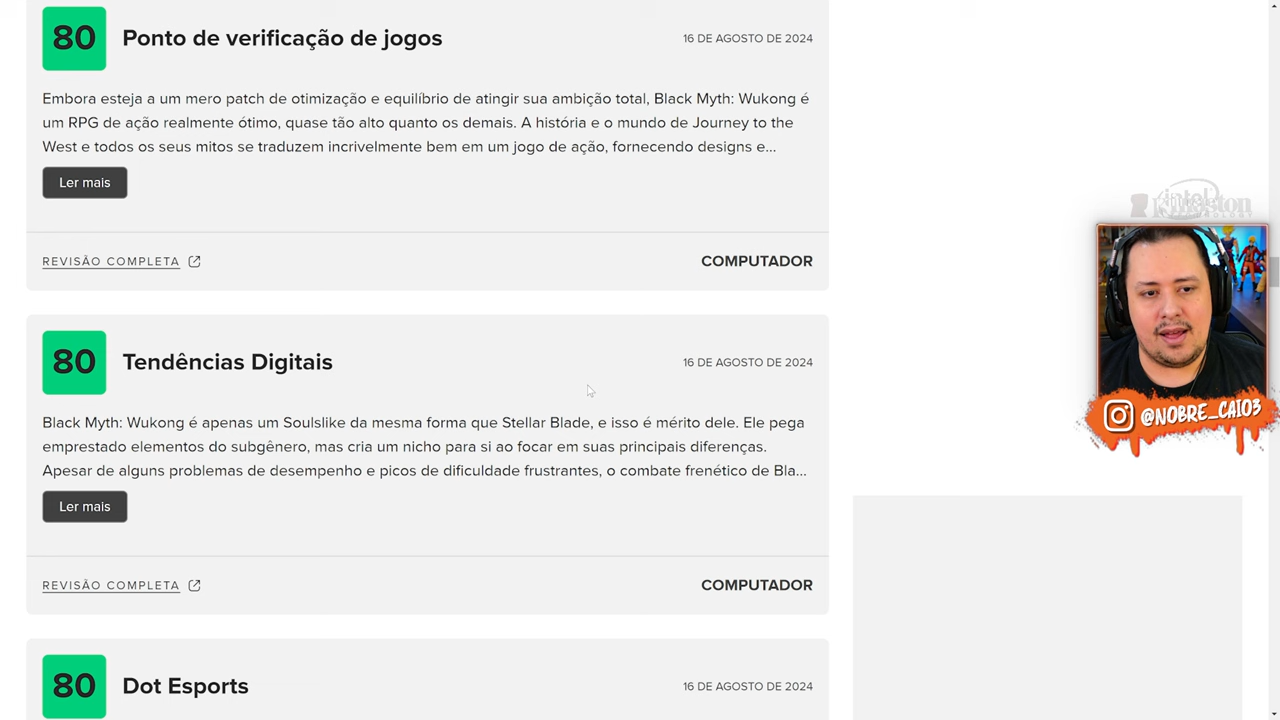 80
Ponto de verificação de jogos
16 DE AGOSTO DE 2024
Embora esteja a um mero patch de otimização e equilíbrio de atingir sua ambição total, Black Myth: Wukong é
um RPG de ação realmente ótimo, quase tão alto quanto os demais. A história e o mundo de Journey to the
West e todos os seus mitos se traduzem incrivelmente bem em um jogo de ação, fornecendo designs e...
Ler mais
REVISÃO COMPLETA
COMPUTADOR
80
Tendências Digitais
16 DE AGOSTO DE 2024
Black Myth: Wukong é apenas um Soulslike da mesma forma que Stellar Blade, e isso é mérito dele. Ele pega
emprestado elementos do subgênero, mas cria um nicho para si ao focar em suas principais diferenças.
Apesar de alguns problemas de desempenho e picos de dificuldade frustrantes, o combate frenético de Bla...
Ler mais
REVISÃO COMPLETA
COMPUTADOR
80
Dot Esports
16 DE AGOSTO DE 2024
@NOBRE_CAIO3